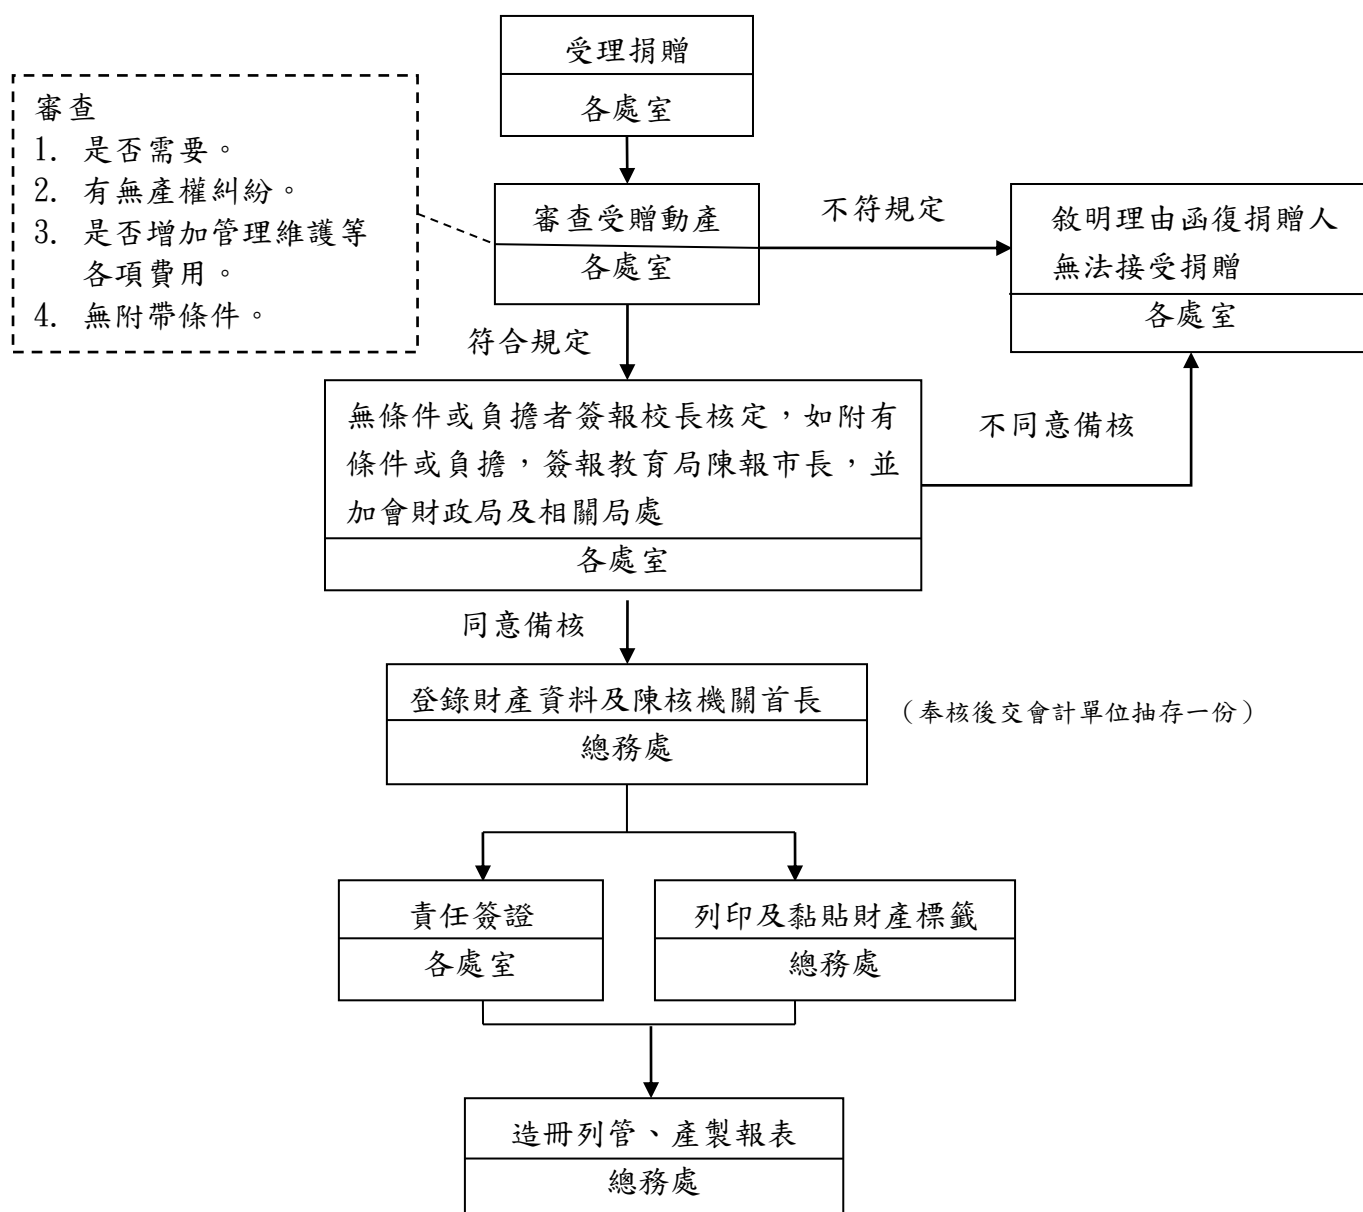 受理捐贈
各處室
審查
1. 是否需要。
2. 有無產權糾紛。
3. 是否增加管理維護等
各項費用。
4. 無附帶條件。
審查受贈動產
各處室
不符規定
敘明理由函復捐贈人
無法接受捐贈
各處室
符合規定
無條件或負擔者簽報校長核定，如附有
條件或負擔，簽報教育局陳報市長，並
加會財政局及相關局處
各處室
不同意備核
同意備核
登錄財產資料及陳核機關首長
總務處
（奉核後交會計單位抽存一份）
責任簽證
各處室
列印及黏貼財產標籤
總務處
造冊列管、產製報表
總務處